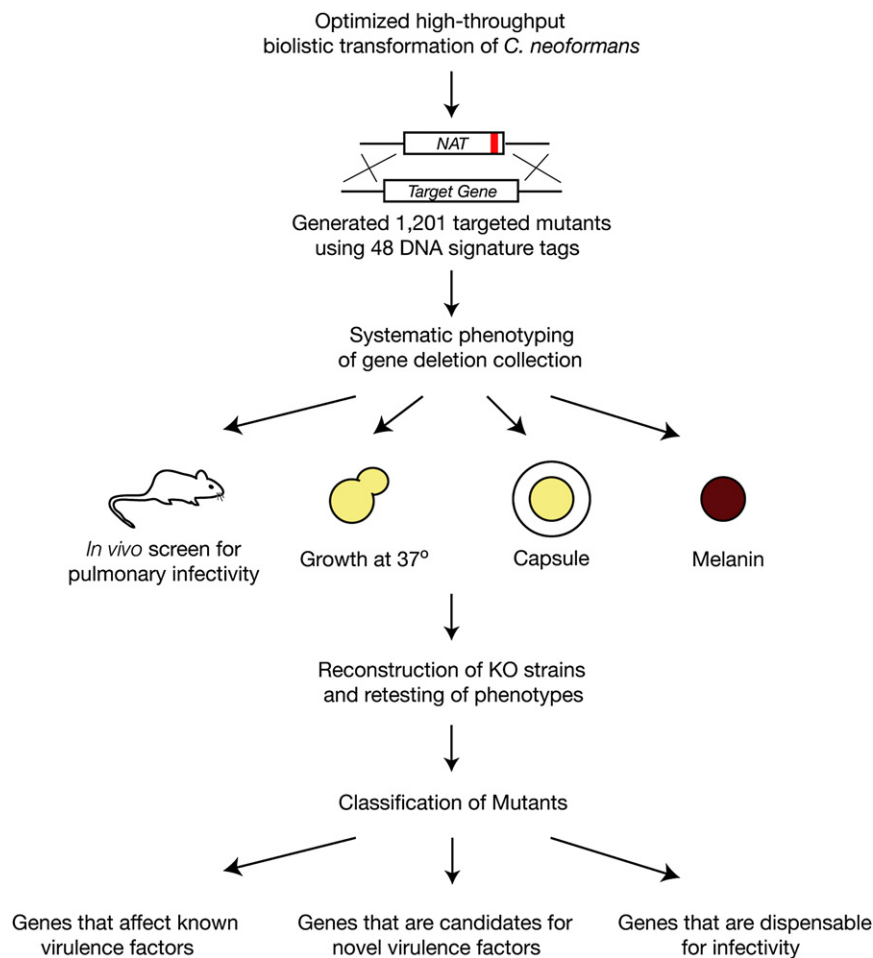 Optimized high-throughput
biolistic transformation of C. neoformans
NAT
Target Gene
Generated 1,201 targeted mutants
using 48 DNA signature tags
Systematic phenotyping
of gene deletion collection
In vivo screen for
pulmonary infectivity
Growth at 37º
Capsule
Melanin
Reconstruction of KO strains
and retesting of phenotypes
Classification of Mutants
Genes that affect known
virulence factors
Genes that are candidates for
novel virulence factors
Genes that are dispensable
for infectivity